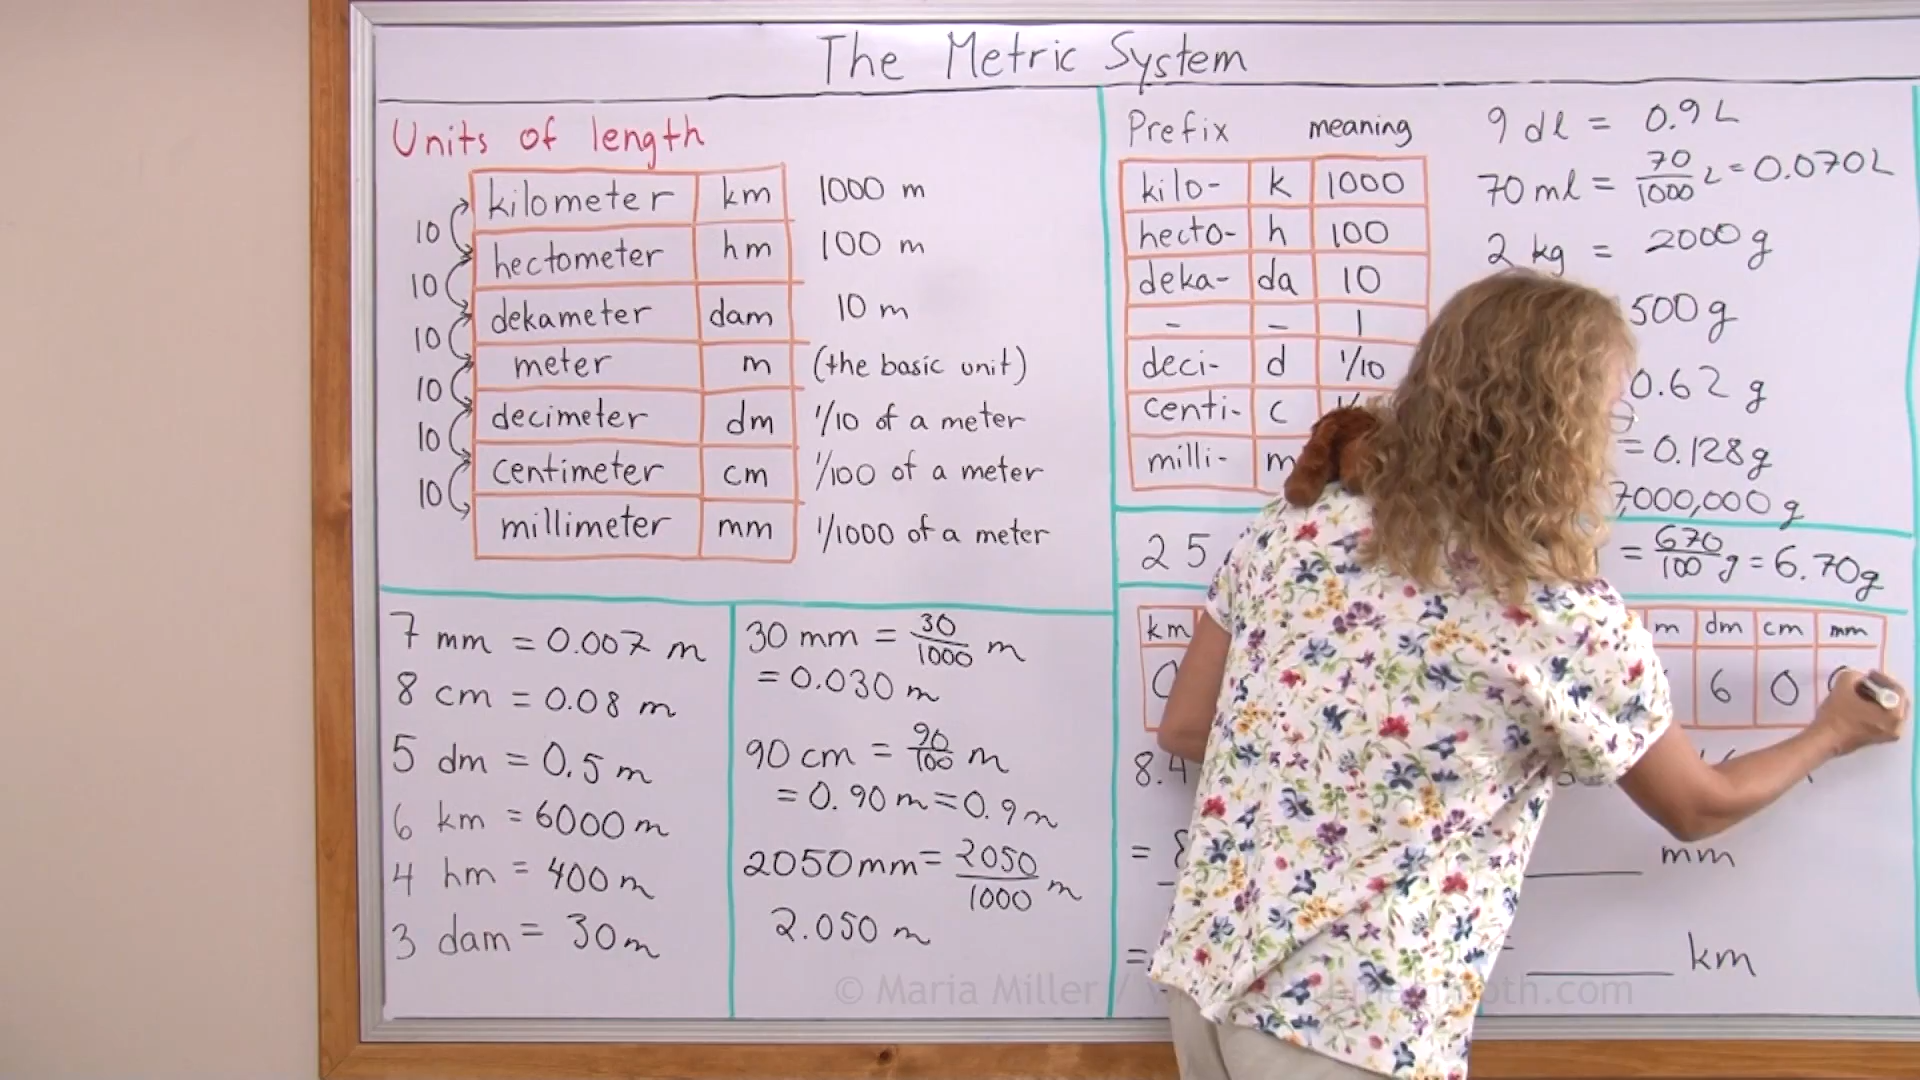 The Metric System
Units of length
kilometer km 1000 m
10
hectometer hm 100 m
10
dekameter dam 10 m
10
meter m (the basic unit)
10
decimeter dm 1/10 of a meter
10
centimeter cm 1/100 of a meter
10
millimeter mm 1/1000 of a meter
7 mm = 0.007 m
8 cm = 0.08 m
5 dm = 0.5 m
6 km = 6000 m
4 hm = 400 m
3 dam = 30 m
30 mm = 30/1000 m
= 0.030 m
90 cm = 90/100 m
= 0.90 m = 0.9 m
2050 mm = 2050/1000 m
2.050 m
Prefix meaning
kilo- k 1000
hecto- h 100
deka- da 10
- - 1
deci- d 1/10
centi- c
milli- m
9 dl = 0.9 L
70 ml = 70/1000 L = 0.070 L
2 kg = 2000 g
500 g
0.62 g
= 0.128 g
7000,000 g
25 = 670/100 g = 6.70 g
km m dm cm mm
6 0
8.4
= 8 mm
= km
© Maria Miller /